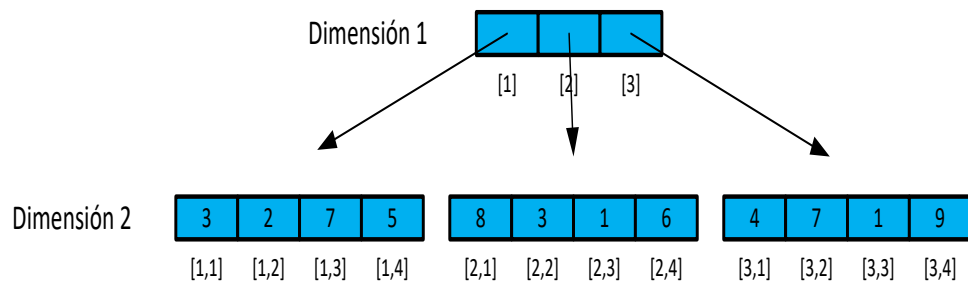 Dimensión 1
[1] [2] [3]
Dimensión 2 3 2 7 5 8 3 1 6 4 7 1 9
[1,1] [1,2] [1,3] [1,4] [2,1] [2,2] [2,3] [2,4] [3,1] [3,2] [3,3] [3,4]